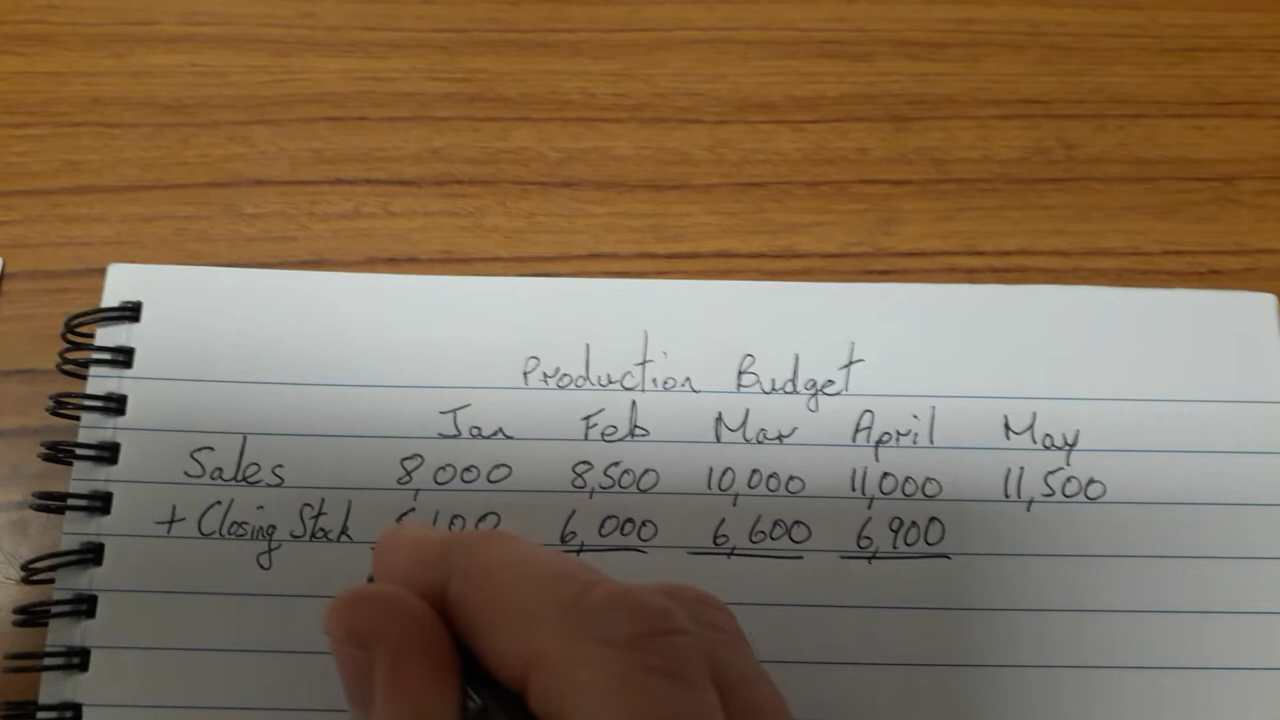 Production Budget
Jan Feb Mar April May
Sales 8,000 8,500 10,000 11,000 11,500
+ Closing Stock 6,000 6,600 6,900